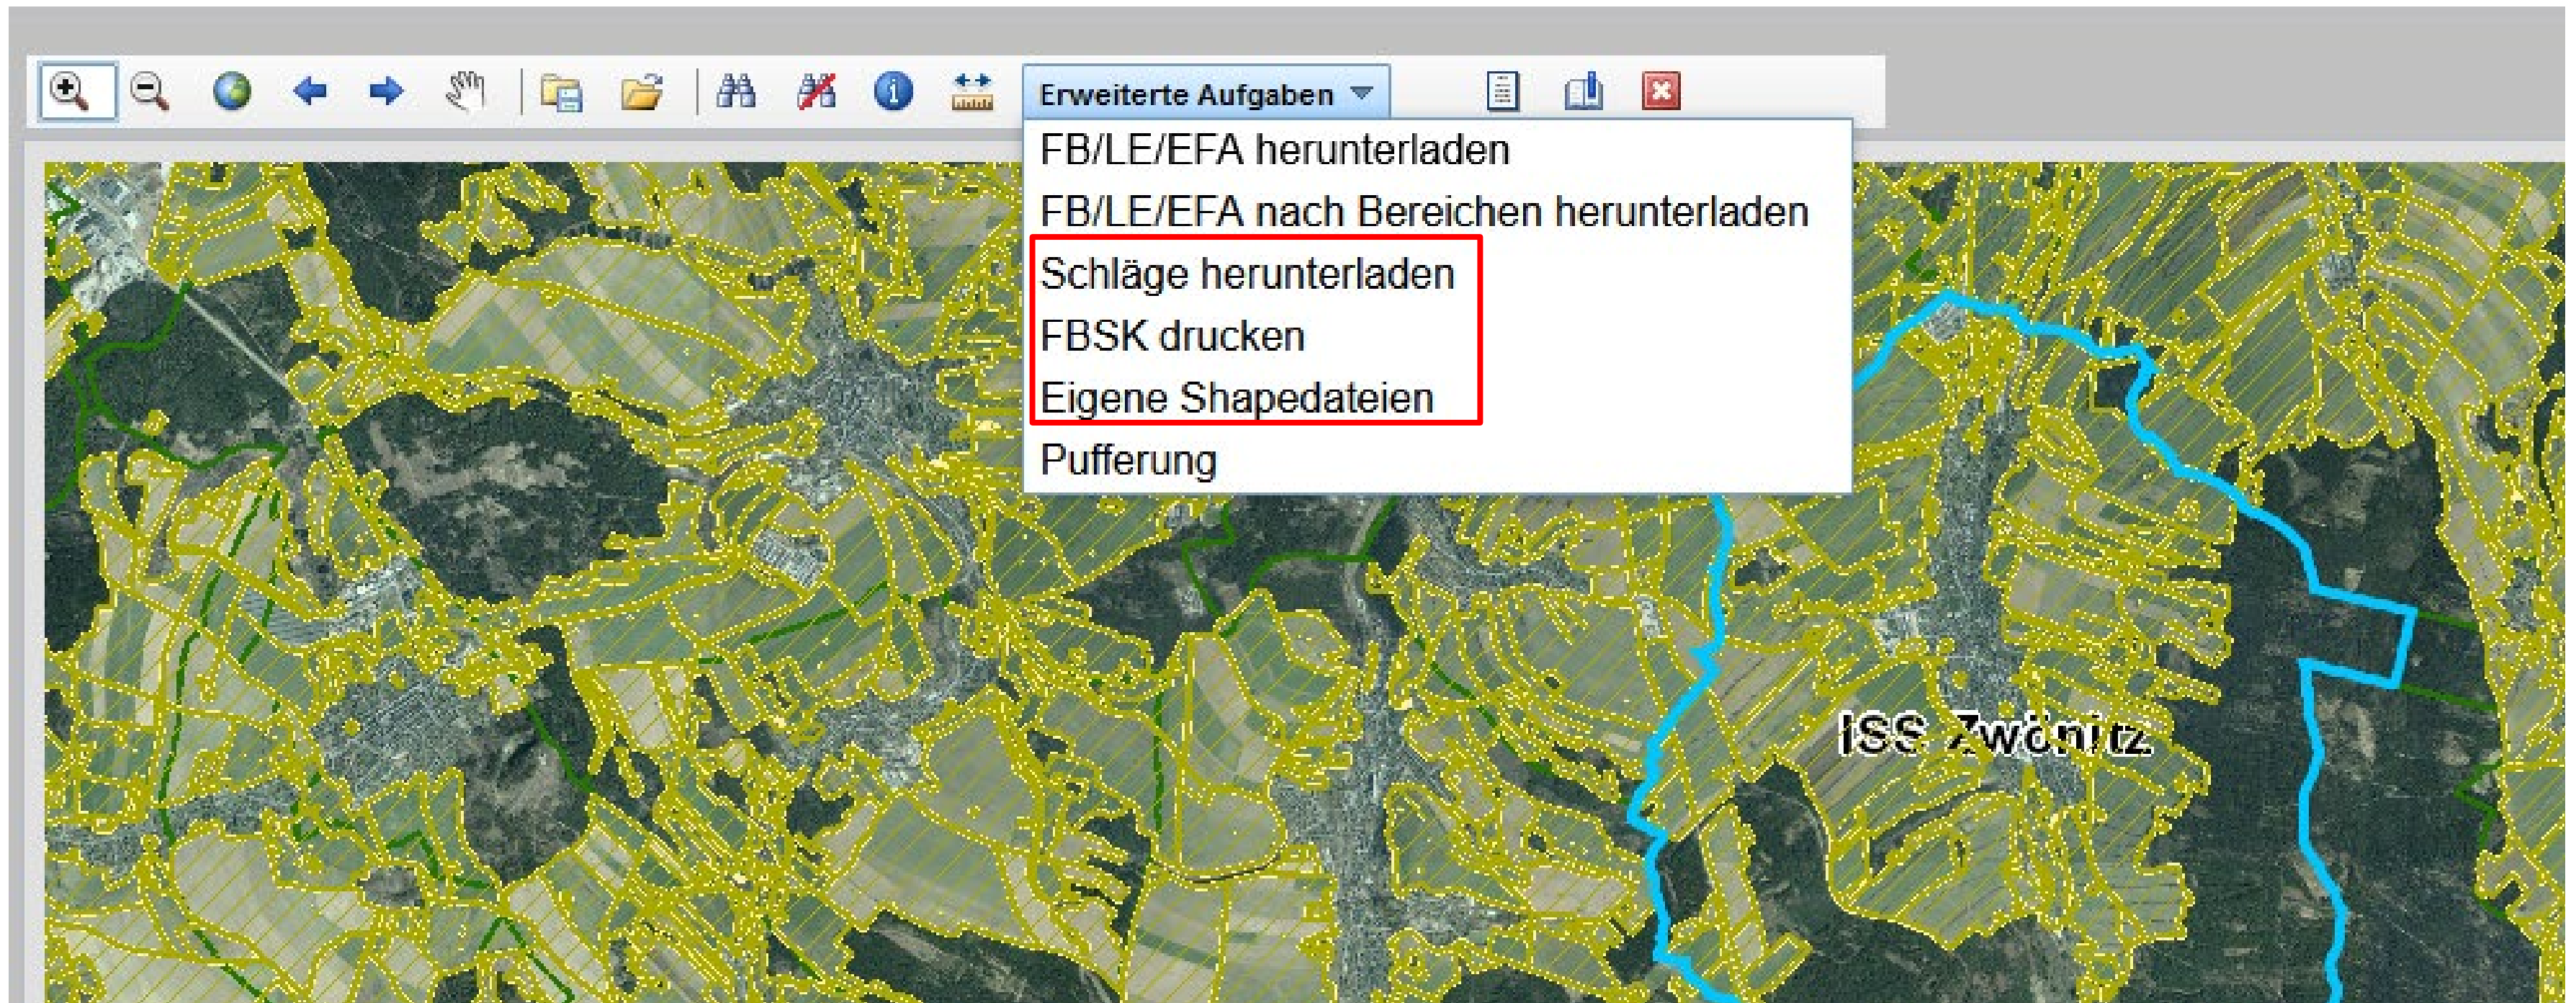 Erweiterte Aufgaben
FB/LE/EFA herunterladen
FB/LE/EFA nach Bereichen herunterladen
Schläge herunterladen
FBSK drucken
Eigene Shapedateien
Pufferung
ISS Zwönitz